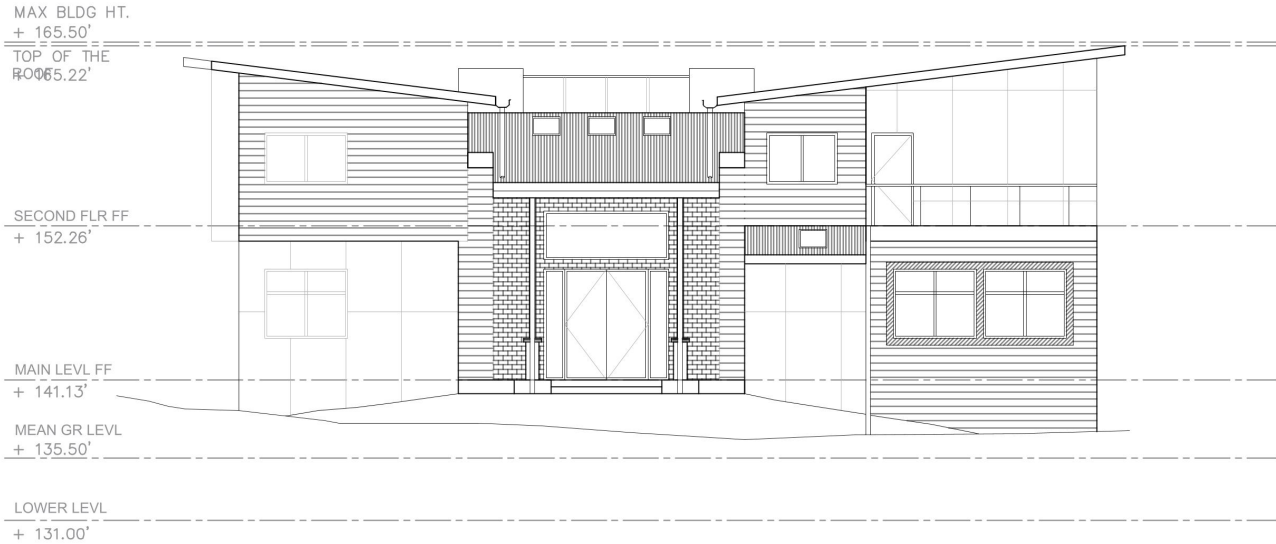 MAX BLDG HT.
+ 165.50'
TOP OF THE
ROOF
+ 165.22'
SECOND FLR FF
+ 152.26'
MAIN LEVL FF
+ 141.13'
MEAN GR LEVL
+ 135.50'
LOWER LEVL
+ 131.00'